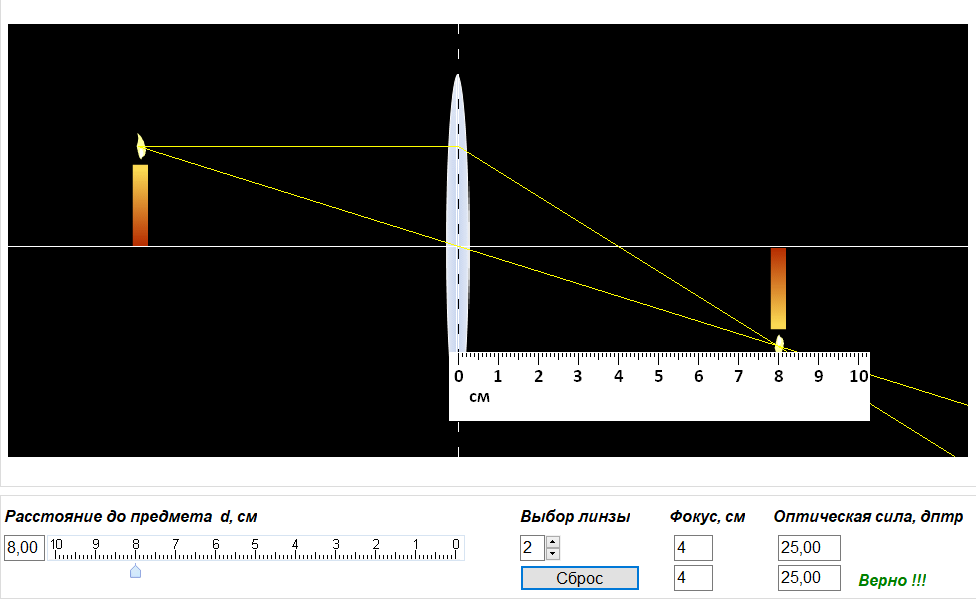 0 1 2 3 4 5 6 7 8 9 10
см
Расстояние до предмета d, см
Выбор линзы
Фокус, см
Оптическая сила, дптр
8,00
10 9 8 7 6 5 4 3 2 1 0
2
4
25,00
Сброс
4
25,00
Верно !!!